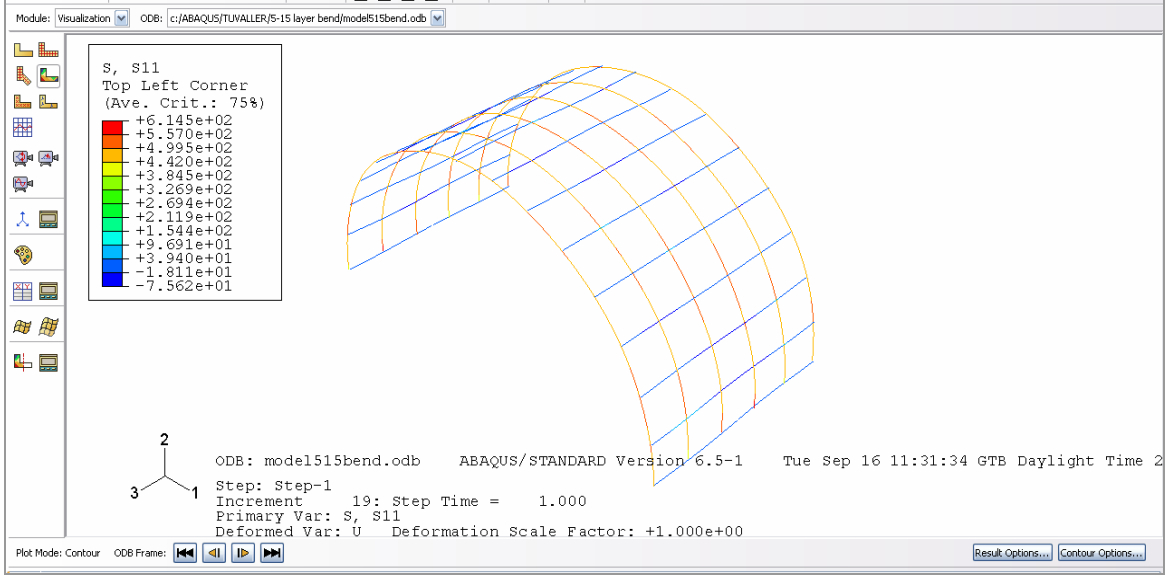 Module: Visualization ODB: c:/ABAQUS/TUVALLER/5-15 layer bend/model515bend.odb
S, S11
Top Left Corner
(Ave. Crit.: 75%)
+6.145e+02
+5.570e+02
+4.995e+02
+4.420e+02
+3.845e+02
+3.269e+02
+2.694e+02
+2.119e+02
+1.544e+02
+9.691e+01
+3.940e+01
-1.811e+01
-7.562e+01
2
3
1
ODB: model515bend.odb ABAQUS/STANDARD Version 6.5-1 Tue Sep 16 11:31:34 GTB Daylight Time 2
Step: Step-1
Increment 19: Step Time = 1.000
Primary Var: S, S11
Deformed Var: U Deformation Scale Factor: +1.000e+00
Plot Mode: Contour ODB Frame: Result Options... Contour Options...